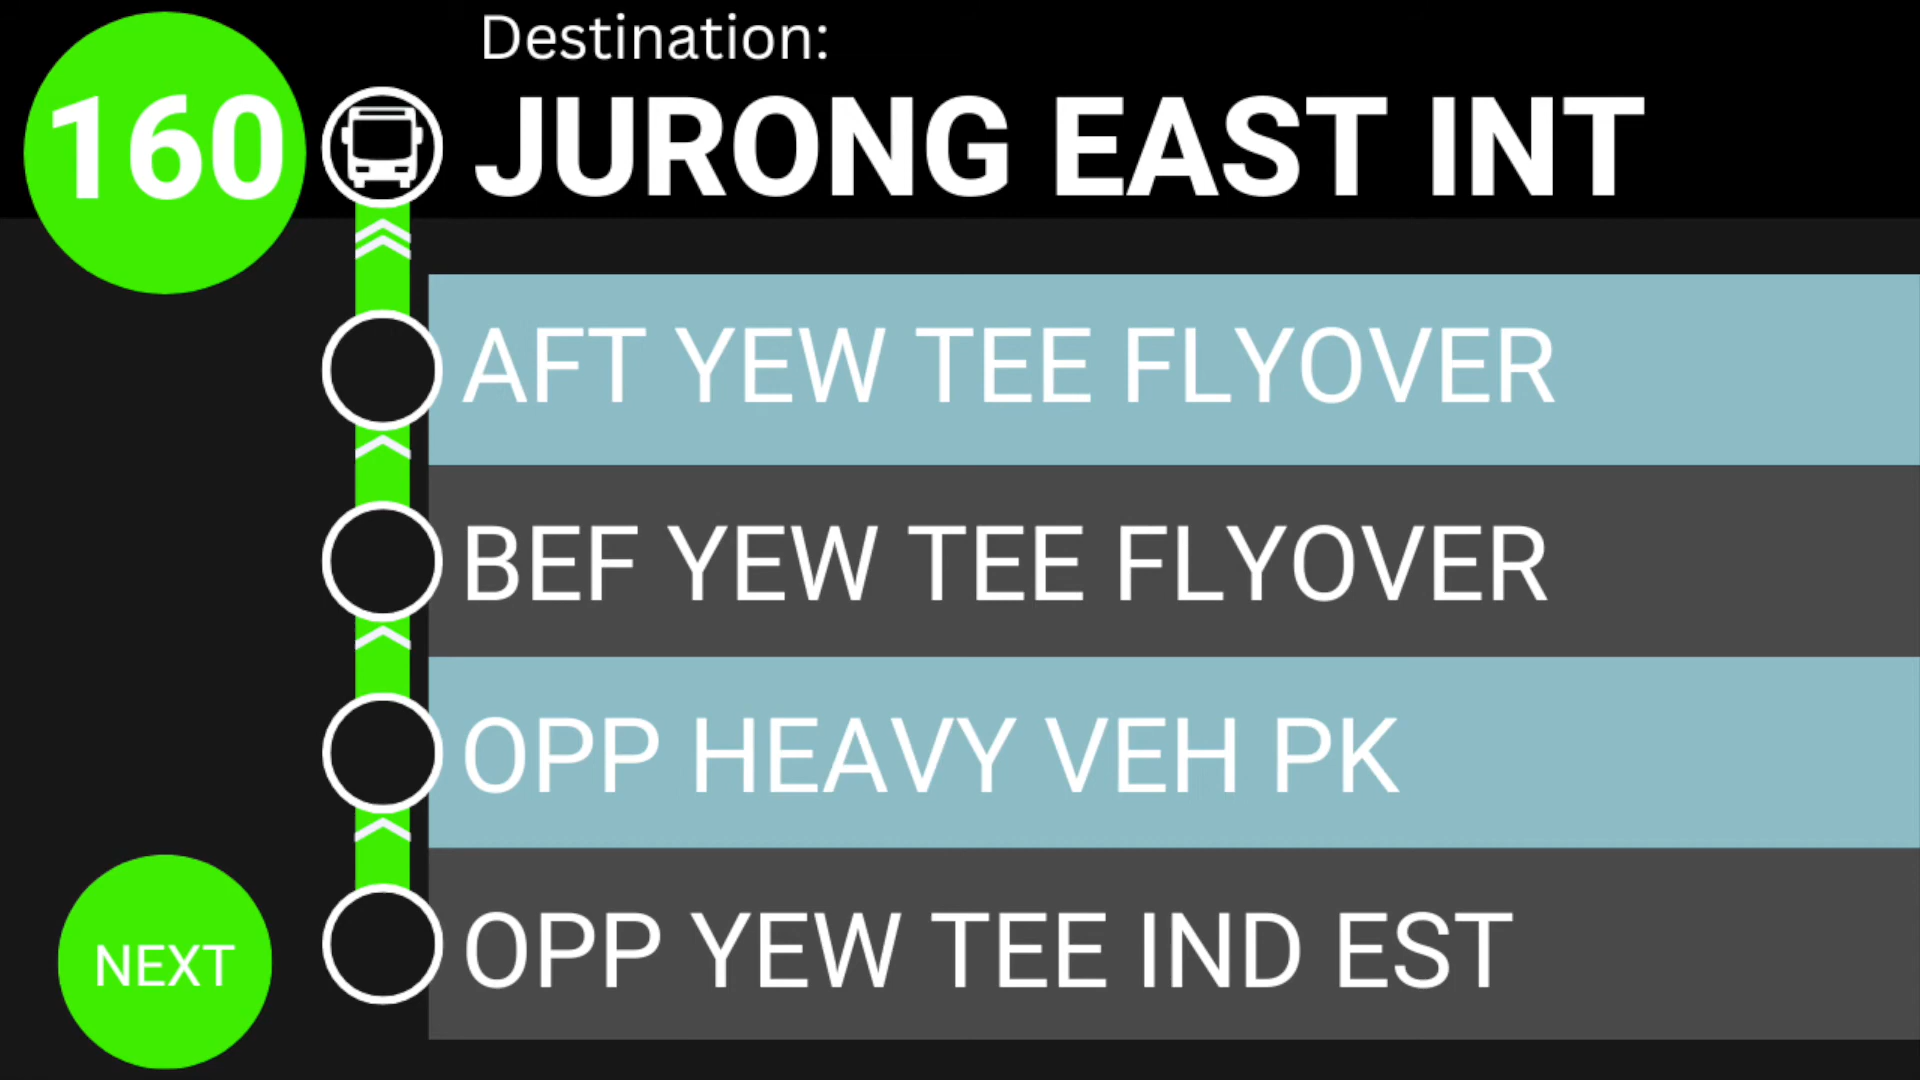 160
Destination:
JURONG EAST INT
AFT YEW TEE FLYOVER
BEF YEW TEE FLYOVER
OPP HEAVY VEH PK
NEXT
OPP YEW TEE IND EST